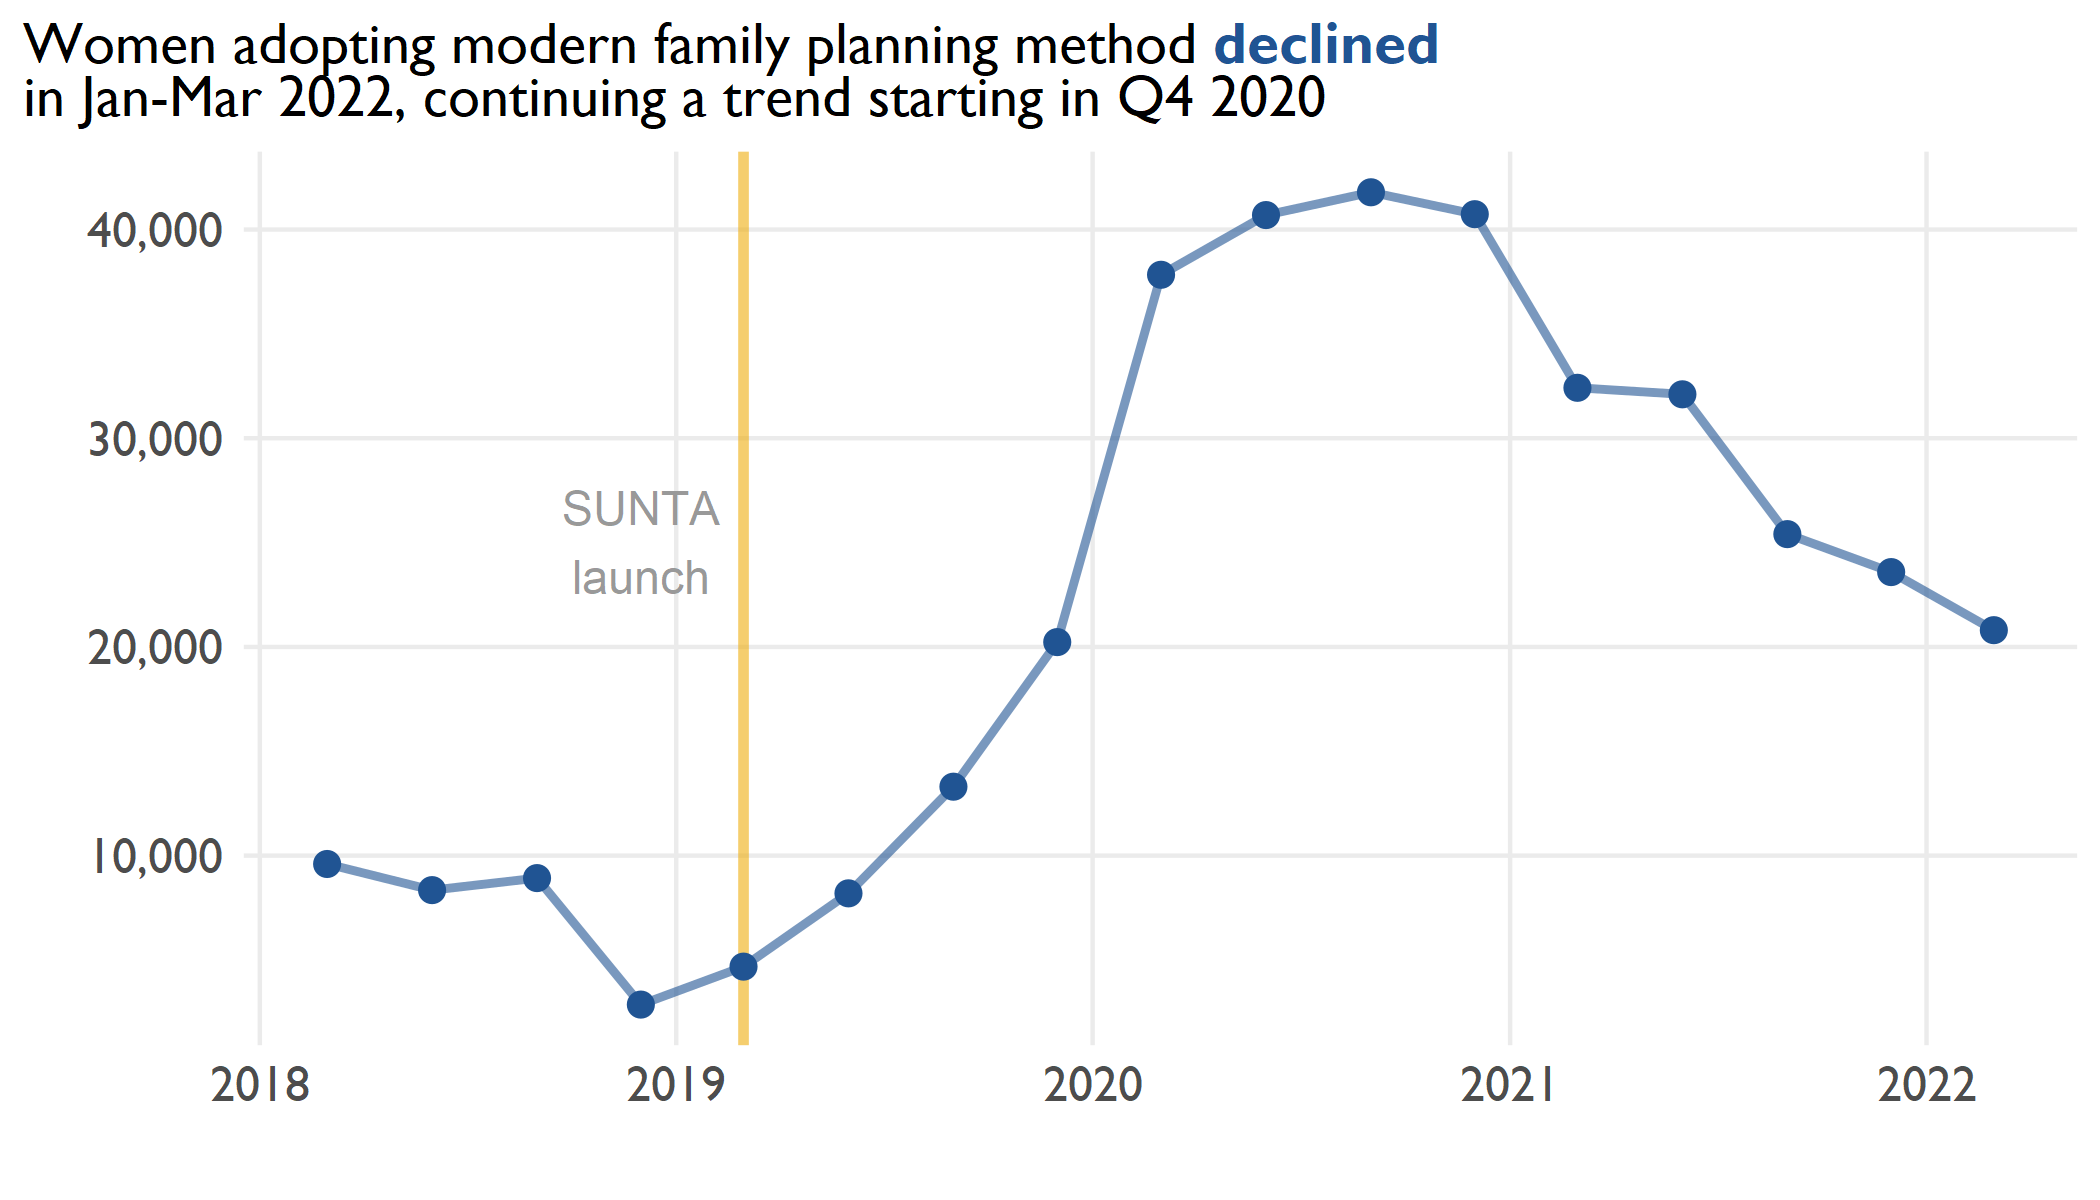 Women adopting modern family planning method declined
in Jan-Mar 2022, continuing a trend starting in Q4 2020
40,000
30,000
SUNTA
launch
20,000
10,000
2018 2019 2020 2021 2022